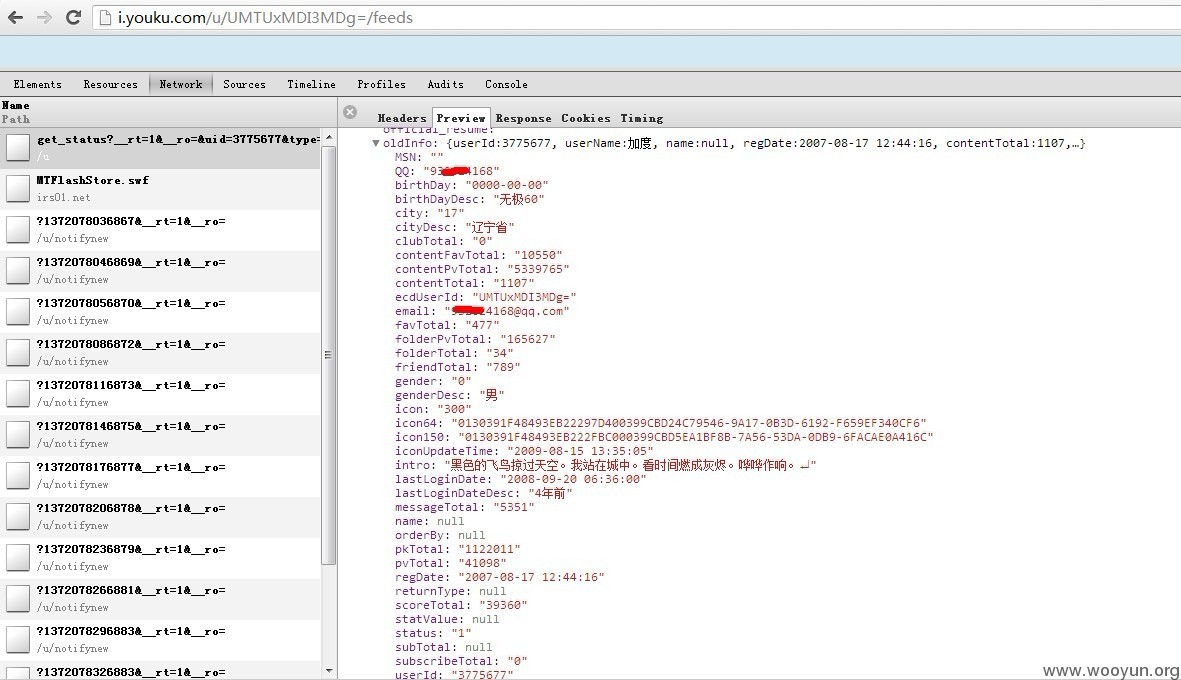 i.youku.com/u/UMTUxMDI3MDg=/feeds
Elements Resources Network Sources Timeline Profiles Audits Console
Name
Path
get_status?__rt=1&__ro=&uid=3775677&type=
/u
MTFlashStore.swf
irs01.net
?1372078036867&__rt=1&__ro=
/u/notifynew
?1372078046869&__rt=1&__ro=
/u/notifynew
?1372078056870&__rt=1&__ro=
/u/notifynew
?1372078086872&__rt=1&__ro=
/u/notifynew
?1372078116873&__rt=1&__ro=
/u/notifynew
?1372078146875&__rt=1&__ro=
/u/notifynew
?1372078176877&__rt=1&__ro=
/u/notifynew
?1372078206878&__rt=1&__ro=
/u/notifynew
?1372078236879&__rt=1&__ro=
/u/notifynew
?1372078266881&__rt=1&__ro=
/u/notifynew
?1372078296883&__rt=1&__ro=
/u/notifynew
?1372078326883&__rt=1&__ro=
Headers Preview Response Cookies Timing
official_resume:
oldInfo: {userId:3775677, userName:加度, name:null, regDate:2007-08-17 12:44:16, contentTotal:1107,…}
MSN: ""
QQ: "93 4168"
birthDay: "0000-00-00"
birthDayDesc: "无极60"
city: "17"
cityDesc: "辽宁省"
clubTotal: "0"
contentFavTotal: "10550"
contentPvTotal: "5339765"
contentTotal: "1107"
ecdUserId: "UMTUxMDI3MDg="
email: " 4168@qq.com"
favTotal: "477"
folderPvTotal: "165627"
folderTotal: "34"
friendTotal: "789"
gender: "0"
genderDesc: "男"
icon: "300"
icon64: "0130391F48493EB22297D400399CBD24C79546-9A17-0B3D-6192-F659EF340CF6"
icon150: "0130391F48493EB222FBC000399CBD5EA1BF8B-7A56-53DA-0DB9-6FACAE0A416C"
iconUpdateTime: "2009-08-15 13:35:05"
intro: "黑色的飞鸟掠过天空。我站在城中。看时间燃成灰烬。哗哗作响。↵"
lastLoginDate: "2008-09-20 06:36:00"
lastLoginDateDesc: "4年前"
messageTotal: "5351"
name: null
orderBy: null
pkTotal: "1122011"
pvTotal: "41098"
regDate: "2007-08-17 12:44:16"
returnType: null
scoreTotal: "39360"
statValue: null
status: "1"
subTotal: null
subscribeTotal: "0"
userId: "3775677"
www.wooyun.org